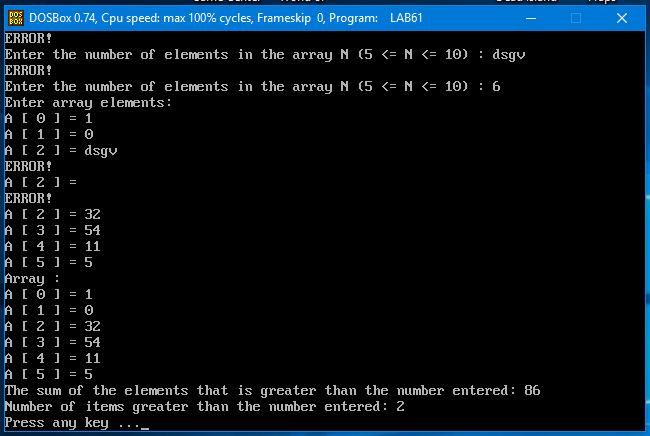 DOSBox 0.74, Cpu speed: max 100% cycles, Frameskip 0, Program: LAB61
ERROR!
Enter the number of elements in the array N (5 <= N <= 10) : dsgv
ERROR!
Enter the number of elements in the array N (5 <= N <= 10) : 6
Enter array elements:
A [ 0 ] = 1
A [ 1 ] = 0
A [ 2 ] = dsgv
ERROR!
A [ 2 ] =
ERROR!
A [ 2 ] = 32
A [ 3 ] = 54
A [ 4 ] = 11
A [ 5 ] = 5
Array :
A [ 0 ] = 1
A [ 1 ] = 0
A [ 2 ] = 32
A [ 3 ] = 54
A [ 4 ] = 11
A [ 5 ] = 5
The sum of the elements that is greater than the number entered: 86
Number of items greater than the number entered: 2
Press any key ..._